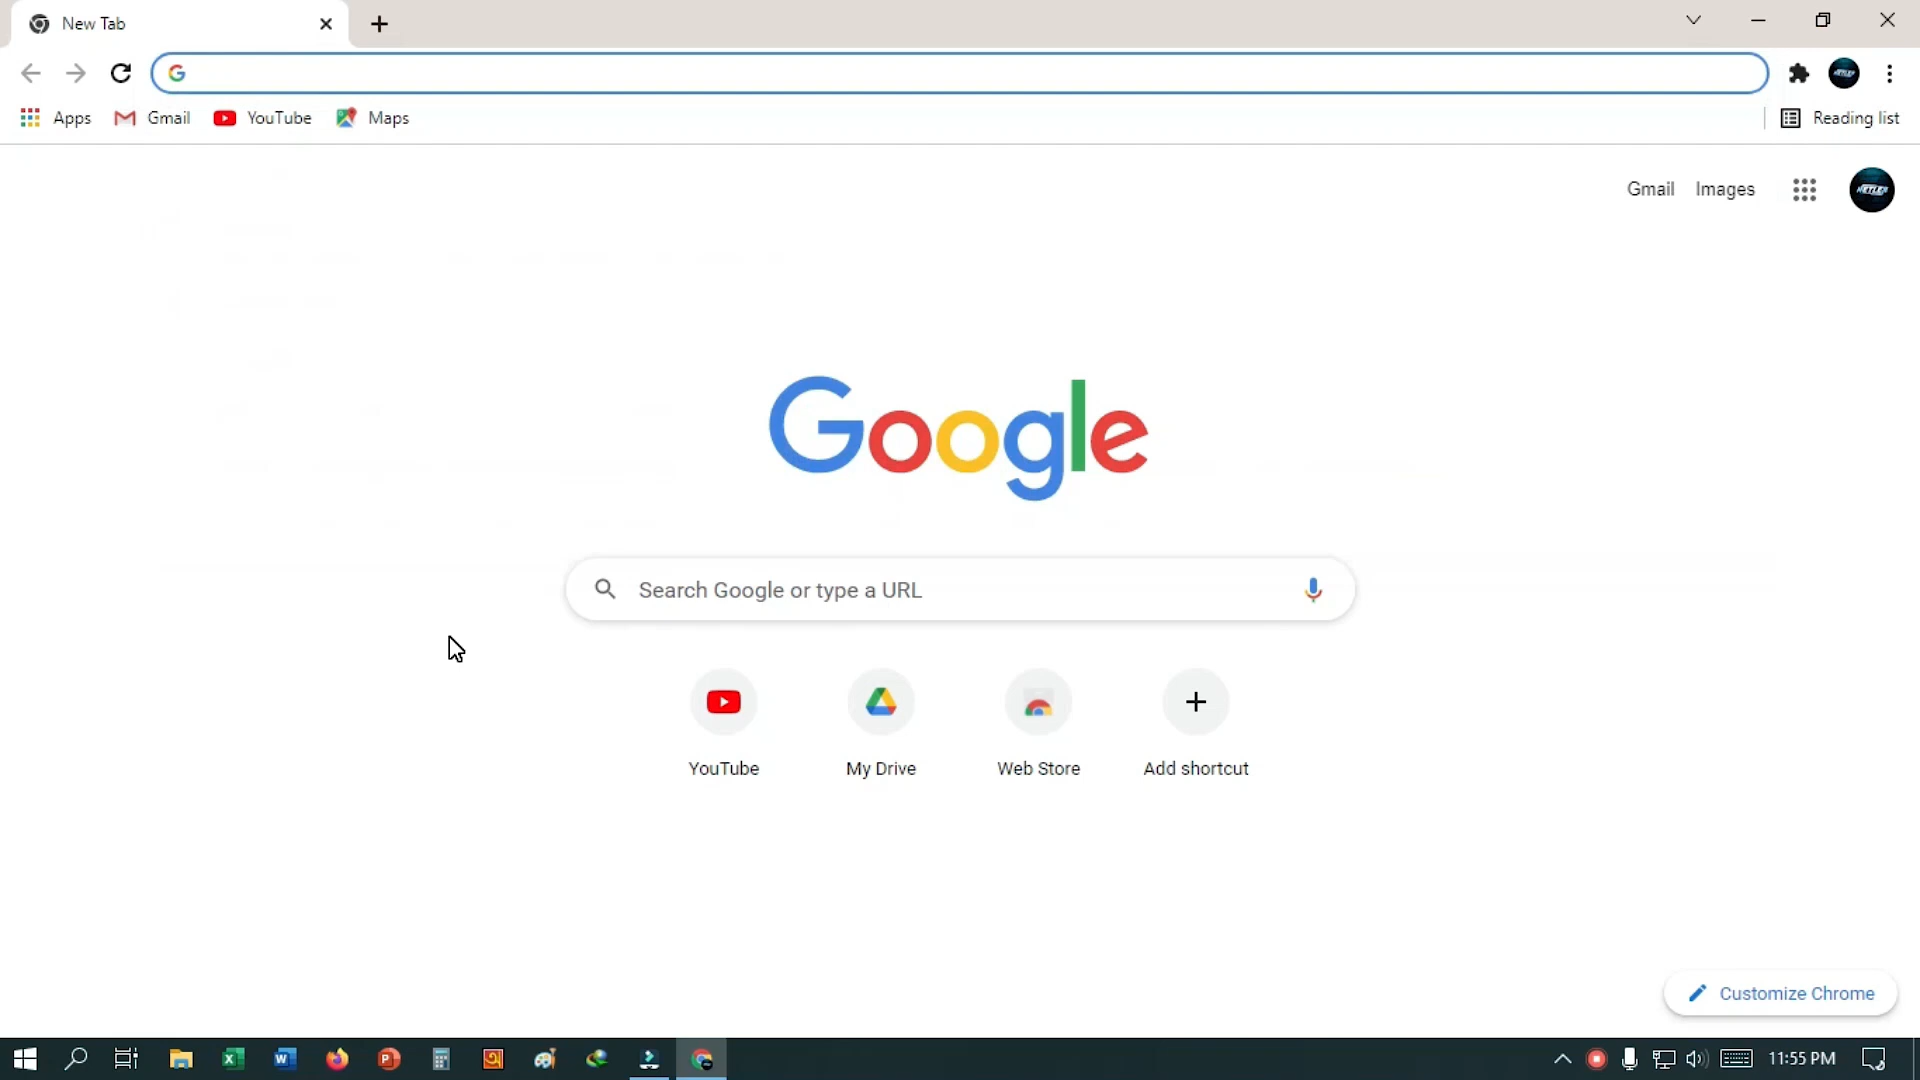 New Tab
Apps
Gmail
YouTube
Maps
Reading list
Gmail
Images
Google
Search Google or type a URL
YouTube
My Drive
Web Store
Add shortcut
Customize Chrome
11:55 PM